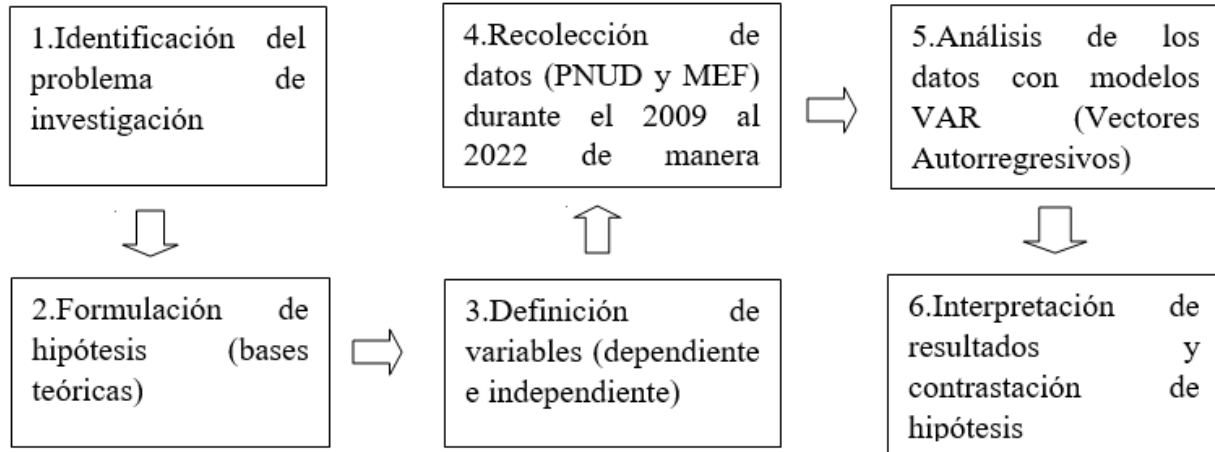 1.Identificación del
problema de
investigación
2.Formulación de
hipótesis (bases
teóricas)
3.Definición de
variables (dependiente
e independiente)
4.Recolección de
datos (PNUD y MEF)
durante el 2009 al
2022 de manera
5.Análisis de los
datos con modelos
VAR (Vectores
Autorregresivos)
6.Interpretación de
resultados y
contrastación de
hipótesis